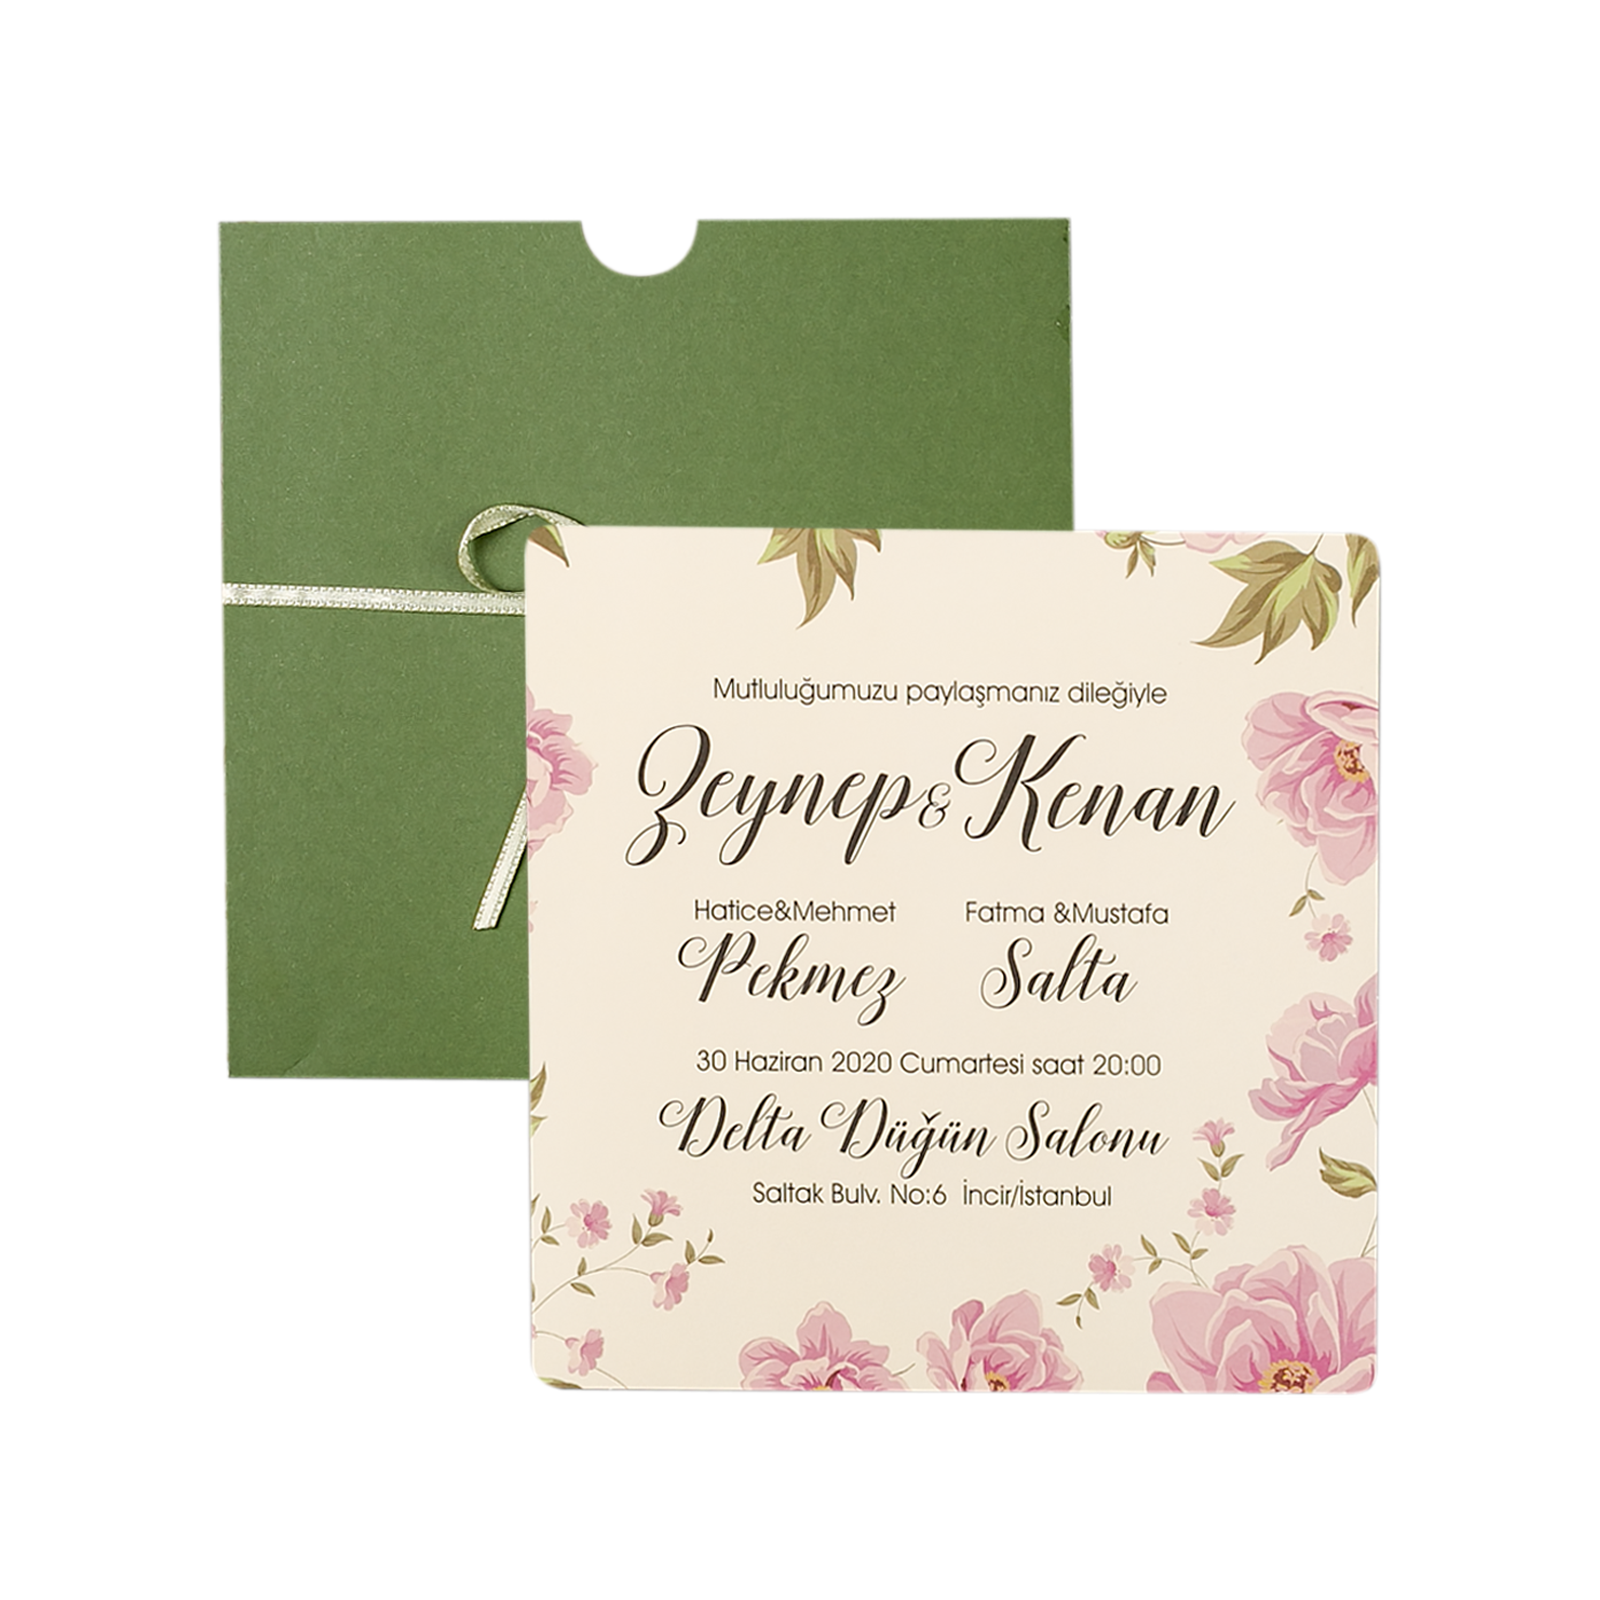 Mutluluğumuzu paylaşmanız dileğiyle
Zeynep & Kenan
Hatice&Mehmet Fatma &Mustafa
Pekmez Salta
30 Haziran 2020 Cumartesi saat 20:00
Delta Düğün Salonu
Saltak Bulv. No:6 İncir/İstanbul